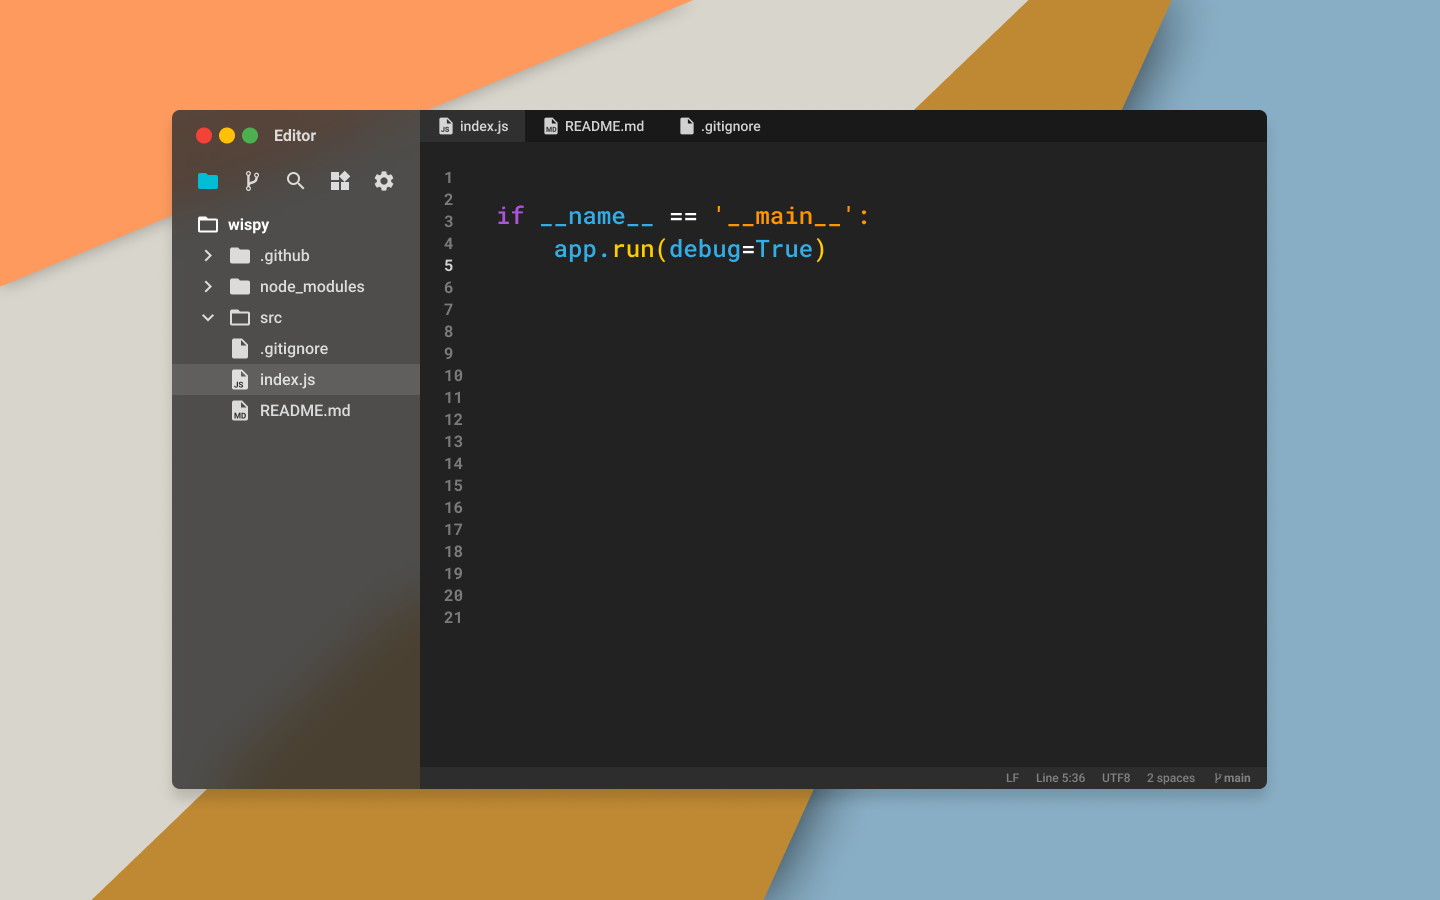 Editor
wispy
.github
node_modules
src
.gitignore
index.js
README.md
index.js README.md .gitignore
1
2
3
4
5
6
7
8
9
10
11
12
13
14
15
16
17
18
19
20
21
if __name__ == '__main__':
    app.run(debug=True)
LF Line 5:36 UTF8 2 spaces main